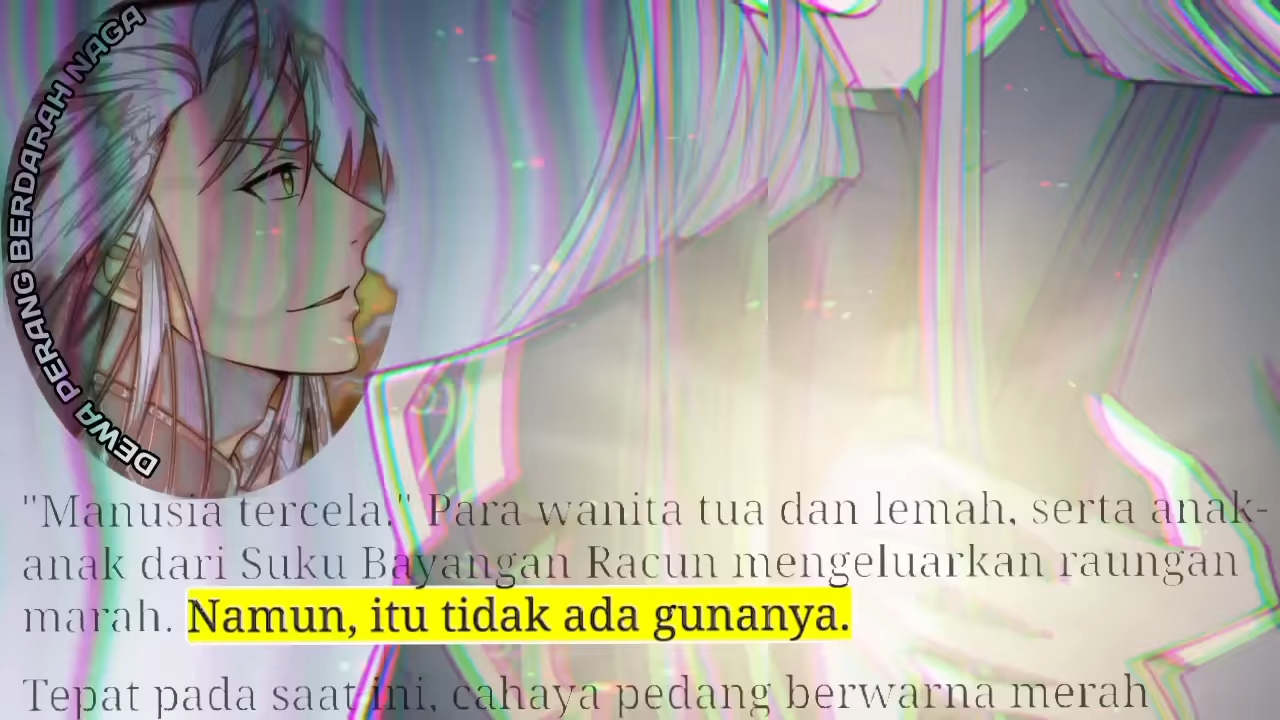 DEWA PERANG BERDARAH NAGA
"Manusia tercela." Para wanita tua dan lemah, serta anak-
anak dari Suku Bayangan Racun mengeluarkan raungan
marah. Namun, itu tidak ada gunanya.
Tepat pada saat ini, cahaya pedang berwarna merah